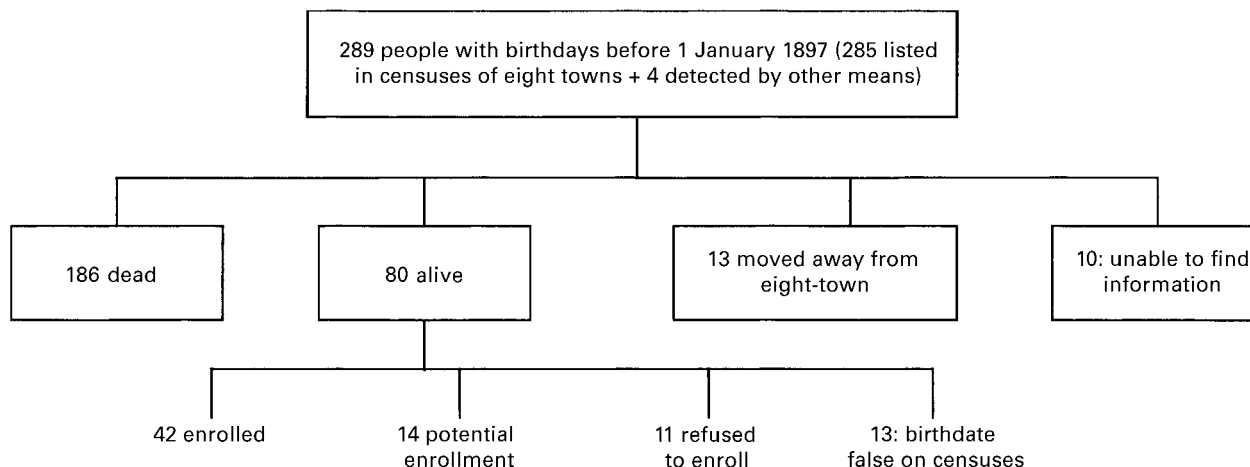 289 people with birthdays before 1 January 1897 (285 listed
in censuses of eight towns + 4 detected by other means)
186 dead
80 alive
13 moved away from
eight-town
10: unable to find
information
42 enrolled
14 potential
enrollment
11 refused
to enroll
13: birthdate
false on censuses